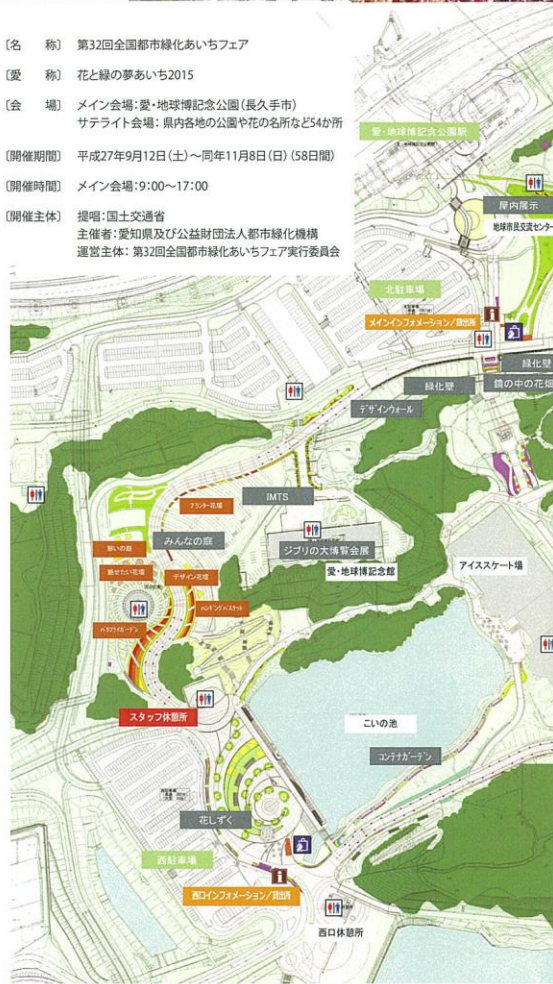 〔名　称〕 第32回全国都市緑化あいちフェア
〔愛　称〕 花と緑の夢あいち2015
〔会　場〕 メイン会場：愛・地球博記念公園（長久手市）
サテライト会場：県内各地の公園や花の名所など54か所
〔開催期間〕 平成27年9月12日（土）～同年11月8日（日）（58日間）
〔開催時間〕 メイン会場：9:00～17:00
〔開催主体〕 提唱：国土交通省
主催者：愛知県及び公益財団法人都市緑化機構
運営主体：第32回全国都市緑化あいちフェア実行委員会
愛・地球博記念公園駅
屋内展示
地球市民交流センター
北駐車場
メインインフォメーション/貸出所
緑化壁
緑化壁
鏡の中の花畑
デザインウォール
プランター花壇
IMTS
みんなの庭
ジブリの大博覧会展
愛・地球博記念館
アイススケート場
憩いの庭
魅せたい花壇
デザイン花壇
ハンギングバスケット
スタッフ休憩所
こいの池
コンテナガーデン
花しずく
西駐車場
西口インフォメーション/貸出所
西口休憩所